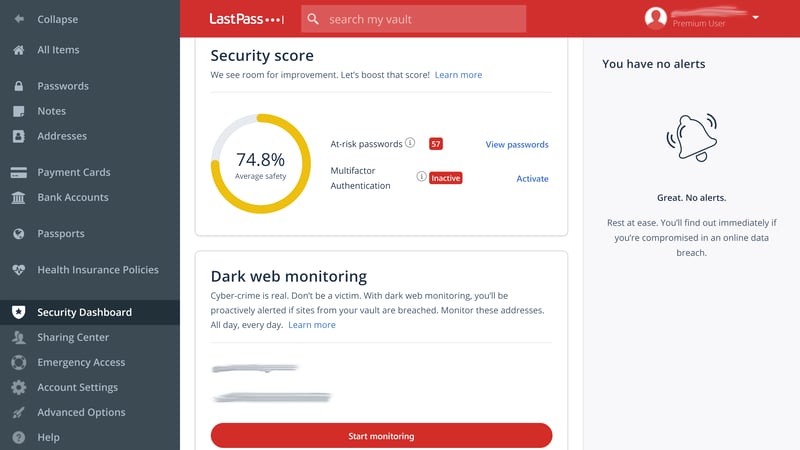 Collapse
All Items
Passwords
Notes
Addresses
Payment Cards
Bank Accounts
Passports
Health Insurance Policies
Security Dashboard
Sharing Center
Emergency Access
Account Settings
Advanced Options
Help
LastPass
search my vault
Premium User
Security score
We see room for improvement. Let's boost that score! Learn more
74.8%
Average safety
At-risk passwords 57 View passwords
Multifactor
Authentication Inactive Activate
Dark web monitoring
Cyber-crime is real. Don't be a victim. With dark web monitoring, you'll be
proactively alerted if sites from your vault are breached. Monitor these addresses.
All day, every day. Learn more
Start monitoring
You have no alerts
Great. No alerts.
Rest at ease. You'll find out immediately if
you're compromised in an online data
breach.